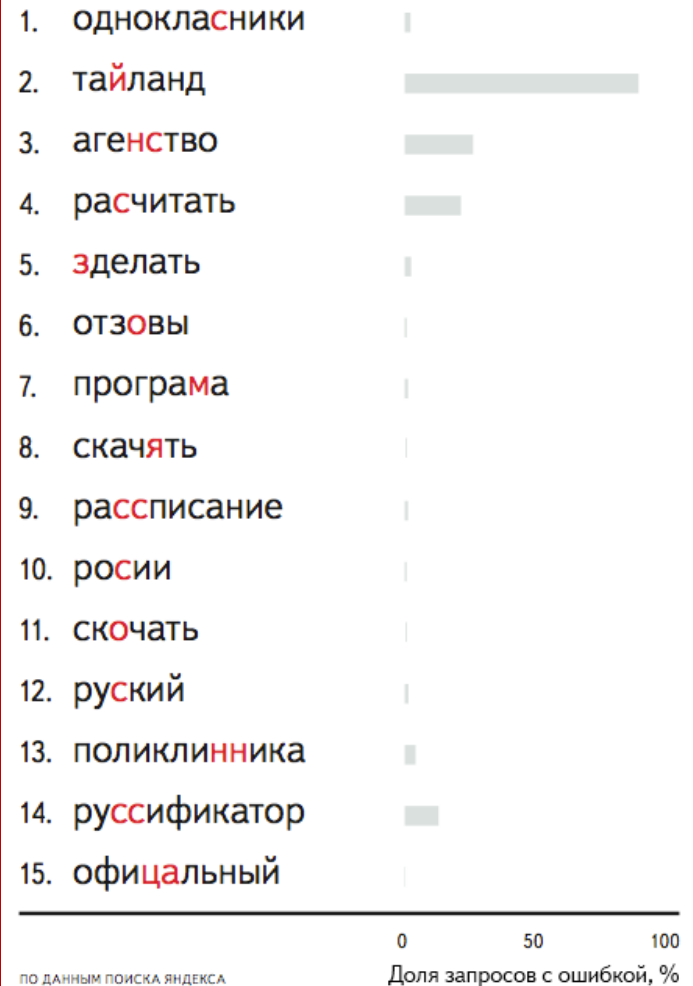 1. однокласники
2. тайланд
3. агенство
4. расчитать
5. зделать
6. отзовы
7. програма
8. скачять
9. рассписание
10. росии
11. скочать
12. руский
13. поликлинника
14. руссификатор
15. офицальный
0 50 100
ПО ДАННЫМ ПОИСКА ЯНДЕКСА Доля запросов с ошибкой, %